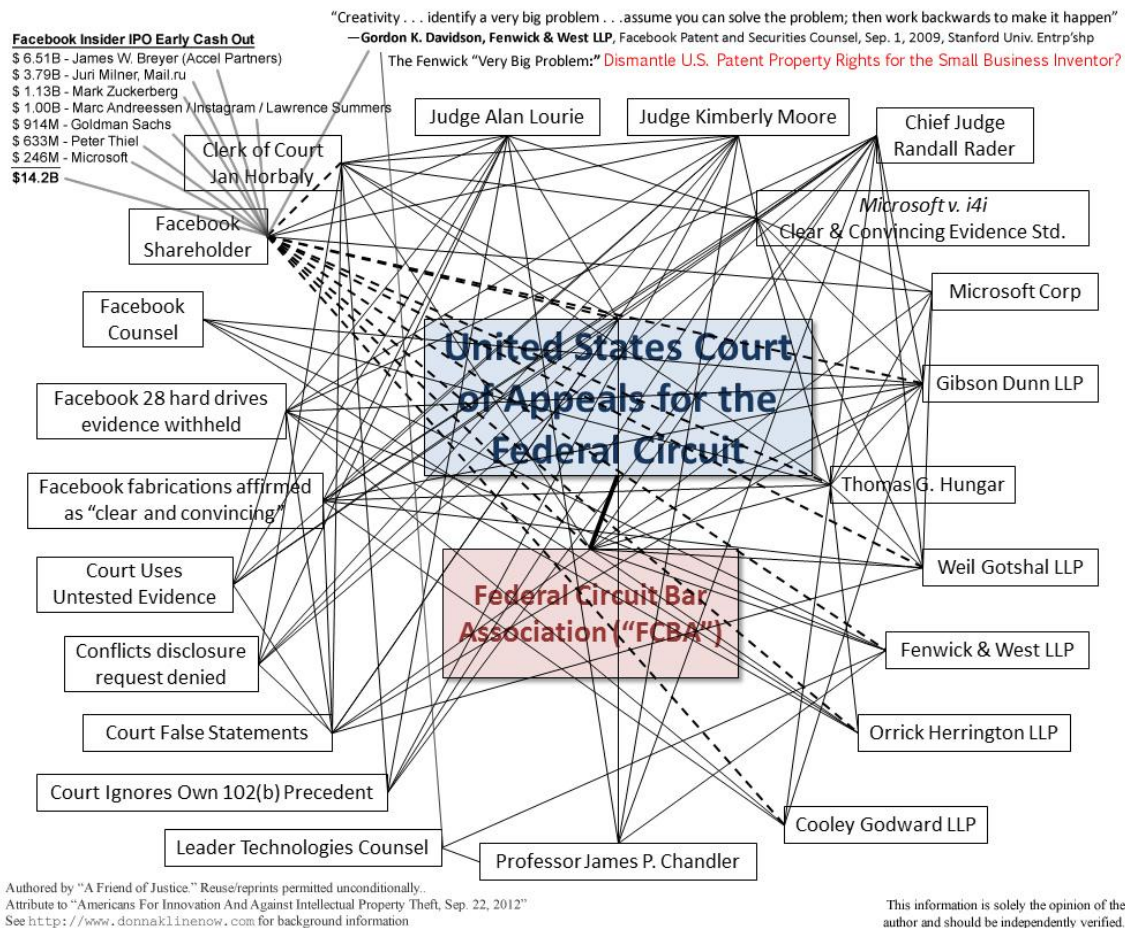 “Creativity . . . identify a very big problem . . .assume you can solve the problem; then work backwards to make it happen”
—Gordon K. Davidson, Fenwick & West LLP, Facebook Patent and Securities Counsel, Sep. 1, 2009, Stanford Univ. Entrp’shp
The Fenwick “Very Big Problem:” Dismantle U.S. Patent Property Rights for the Small Business Inventor?
Facebook Insider IPO Early Cash Out
$ 6.51B - James W. Breyer (Accel Partners)
$ 3.79B - Juri Milner, Mail.ru
$ 1.13B - Mark Zuckerberg
$ 1.00B - Marc Andreessen / Instagram / Lawrence Summers
$ 914M - Goldman Sachs
$ 633M - Peter Thiel
$ 246M - Microsoft
$14.2B
Clerk of Court
Jan Horbaly
Judge Alan Lourie
Judge Kimberly Moore
Chief Judge
Randall Rader
Facebook
Shareholder
Microsoft v. i4i
Clear & Convincing Evidence Std.
Facebook
Counsel
Microsoft Corp
United States Court
of Appeals for the
Federal Circuit
Facebook 28 hard drives
evidence withheld
Gibson Dunn LLP
Facebook fabrications affirmed
as “clear and convincing”
Thomas G. Hungar
Court Uses
Untested Evidence
Weil Gotshal LLP
Federal Circuit Bar
Association (“FCBA”)
Conflicts disclosure
request denied
Fenwick & West LLP
Court False Statements
Orrick Herrington LLP
Court Ignores Own 102(b) Precedent
Cooley Godward LLP
Leader Technologies Counsel
Professor James P. Chandler
Authored by “A Friend of Justice.” Reuse/reprints permitted unconditionally..
Attribute to “Americans For Innovation And Against Intellectual Property Theft, Sep. 22, 2012”
See http://www.donnaklinenow.com for background information
This information is solely the opinion of the
author and should be independently verified.